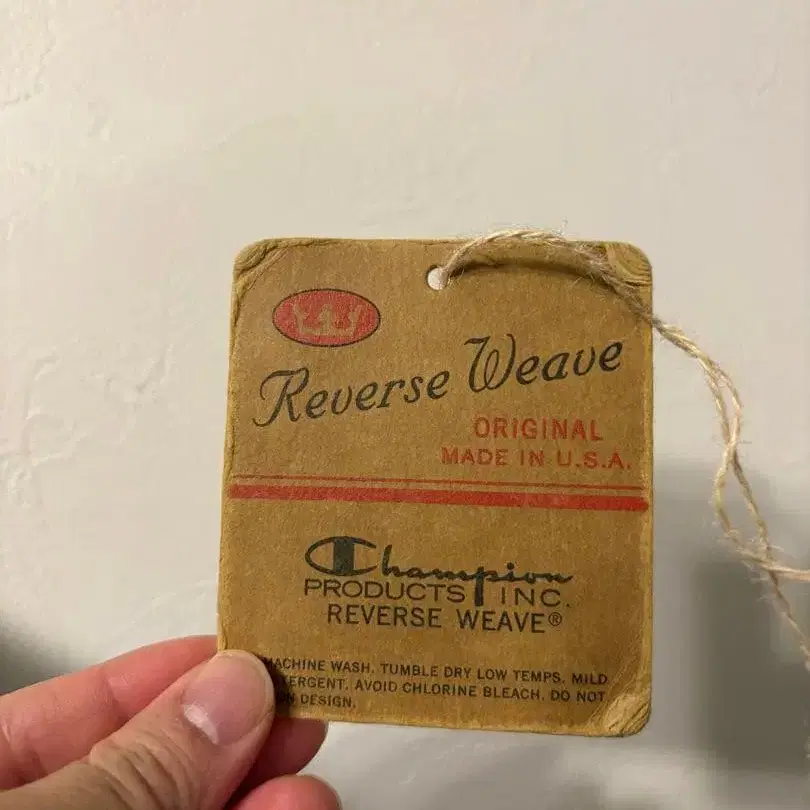 Reverse Weave
ORIGINAL
MADE IN U.S.A.
Champion
PRODUCTS INC.
REVERSE WEAVE®
MACHINE WASH. TUMBLE DRY LOW TEMPS. MILD
TERGENT. AVOID CHLORINE BLEACH. DO NOT
N DESIGN.